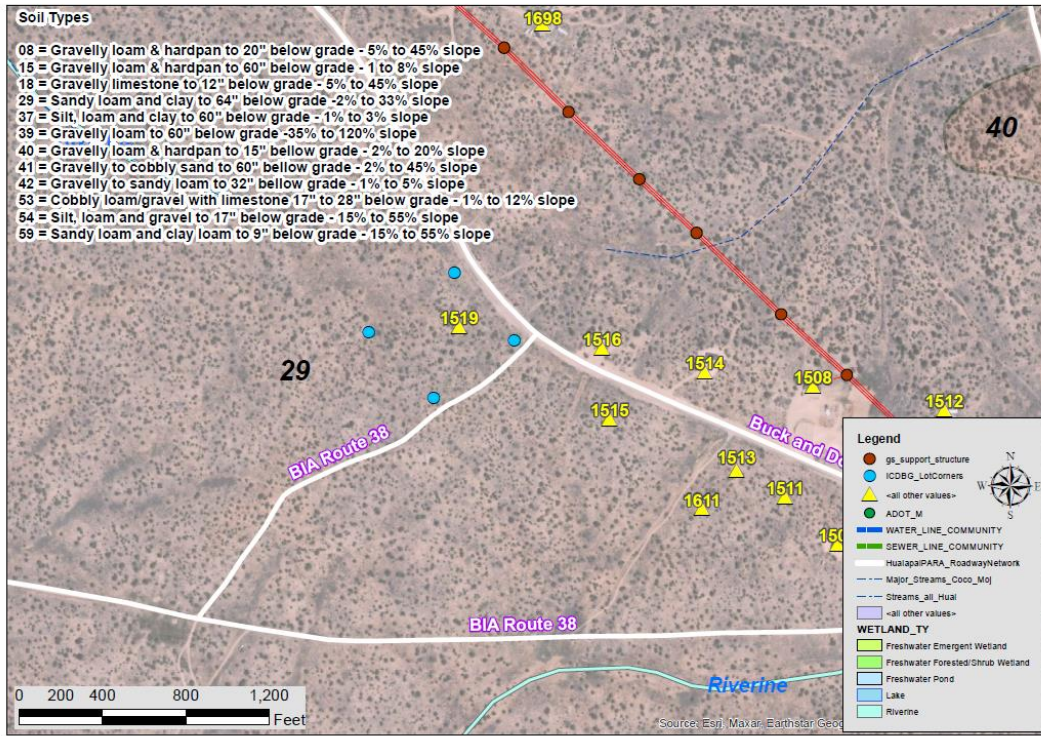 Soil Types
08 = Gravelly loam & hardpan to 20" below grade - 5% to 45% slope
15 = Gravelly loam & hardpan to 60" below grade - 1 to 8% slope
18 = Gravelly limestone to 12" below grade - 5% to 45% slope
29 = Sandy loam and clay to 64" below grade -2% to 33% slope
37 = Silt, loam and clay to 60" below grade - 1% to 3% slope
39 = Gravelly loam to 60" below grade -35% to 120% slope
40 = Gravelly loam & hardpan to 15" bellow grade - 2% to 20% slope
41 = Gravelly to cobbly sand to 60" bellow grade - 2% to 45% slope
42 = Gravelly to sandy loam to 32" bellow grade - 1% to 5% slope
53 = Cobbly loam/gravel with limestone 17" to 28" below grade - 1% to 12% slope
54 = Silt, loam and gravel to 17" below grade - 15% to 55% slope
59 = Sandy loam and clay loam to 9" below grade - 15% to 55% slope
1698
40
1519
29
1516
1514
1508
1512
1515
Buck and Do
BIA Route 38
1513
1611
1511
150
BIA Route 38
Riverine
0 200 400 800 1,200
Feet
Source: Esri, Maxar, Earthstar Geog
Legend
N
W E
S
gs_support_structure
ICDBG_LotCorners
<all other values>
ADOT_M
WATER_LINE_COMMUNITY
SEWER_LINE_COMMUNITY
HualapaiPARA_RoadwayNetwork
Major_Streams_Coco_Moj
Streams_all_Hual
<all other values>
WETLAND_TY
Freshwater Emergent Wetland
Freshwater Forested/Shrub Wetland
Freshwater Pond
Lake
Riverine